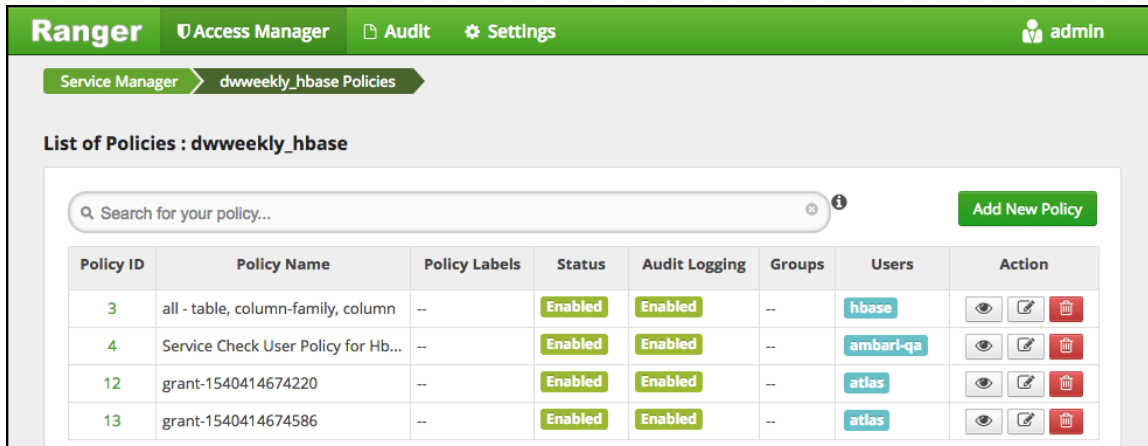 Ranger Access Manager Audit Settings admin
Service Manager dwweekly_hbase Policies
List of Policies : dwweekly_hbase
Search for your policy... Add New Policy
Policy ID Policy Name Policy Labels Status Audit Logging Groups Users Action
3 all - table, column-family, column -- Enabled Enabled -- hbase
4 Service Check User Policy for Hb... -- Enabled Enabled -- ambari-qa
12 grant-1540414674220 -- Enabled Enabled -- atlas
13 grant-1540414674586 -- Enabled Enabled -- atlas